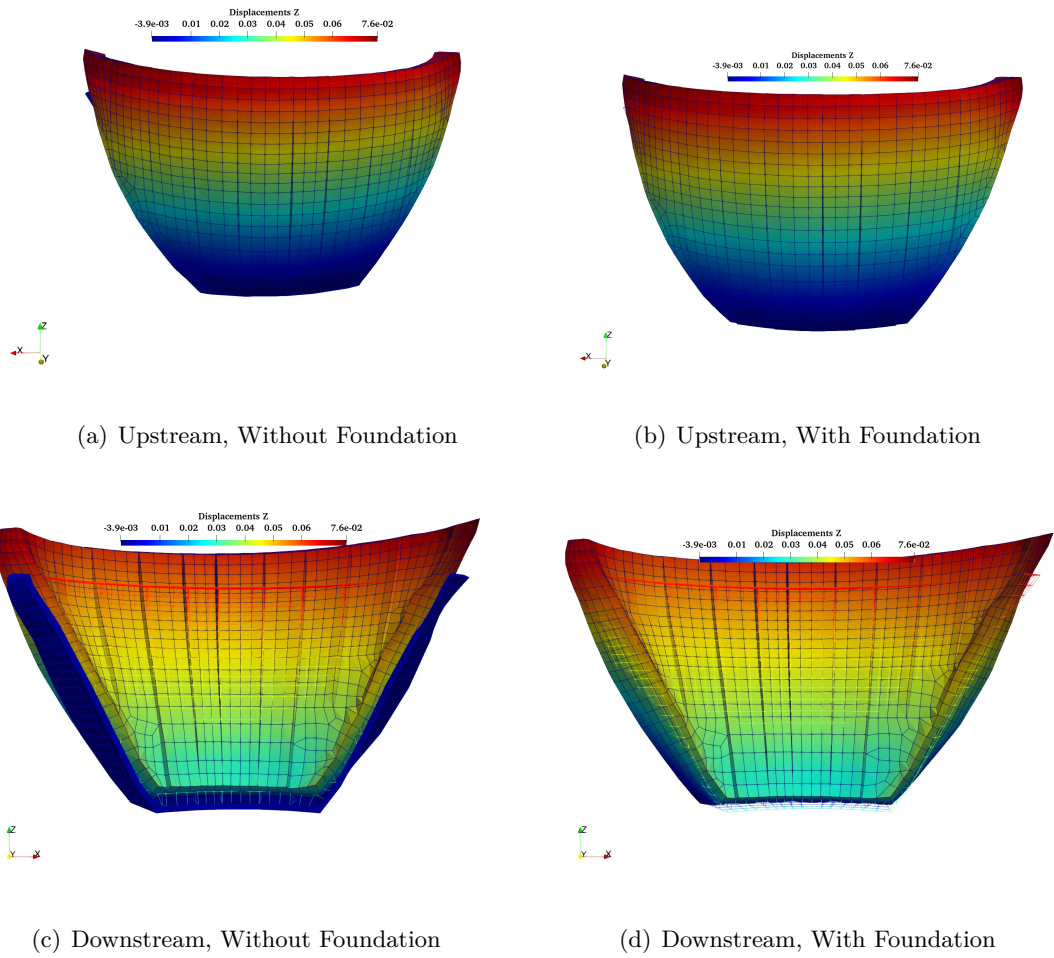 Displacements Z
-3.9e-03 0.01 0.02 0.03 0.04 0.05 0.06 7.6e-02
Z
X
Y
(a) Upstream, Without Foundation
Displacements Z
-3.9e-03 0.01 0.02 0.03 0.04 0.05 0.06 7.6e-02
Z
X
Y
(b) Upstream, With Foundation
Displacements Z
-3.9e-03 0.01 0.02 0.03 0.04 0.05 0.06 7.6e-02
Z
Y X
(c) Downstream, Without Foundation
Displacements Z
-3.9e-03 0.01 0.02 0.03 0.04 0.05 0.06 7.6e-02
Z
Y X
(d) Downstream, With Foundation